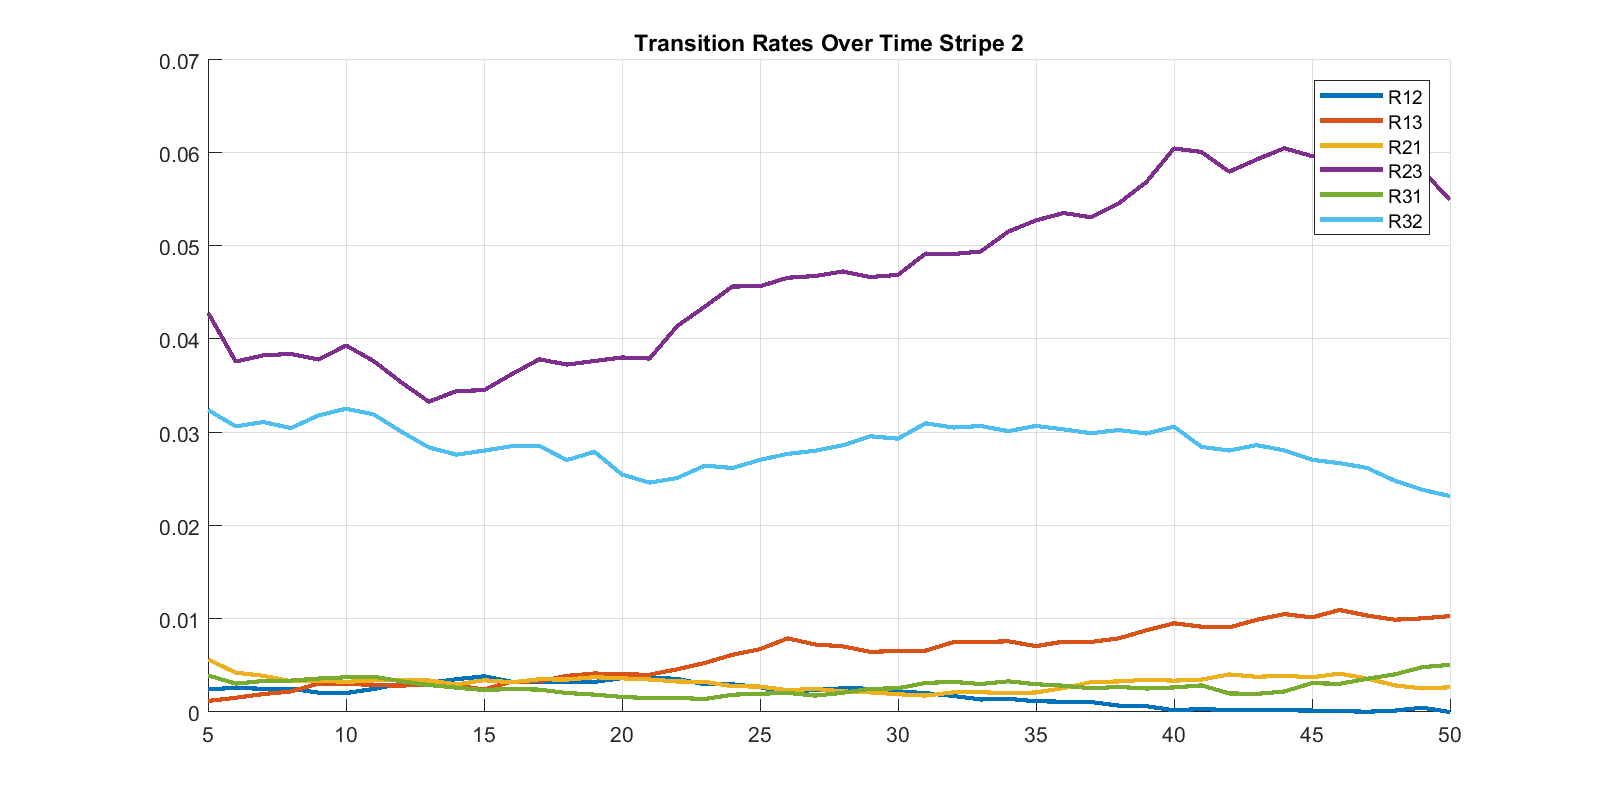 Transition Rates Over Time Stripe 2
0.07
0.06
0.05
0.04
0.03
0.02
0.01
0
5 10 15 20 25 30 35 40 45 50
R12
R13
R21
R23
R31
R32